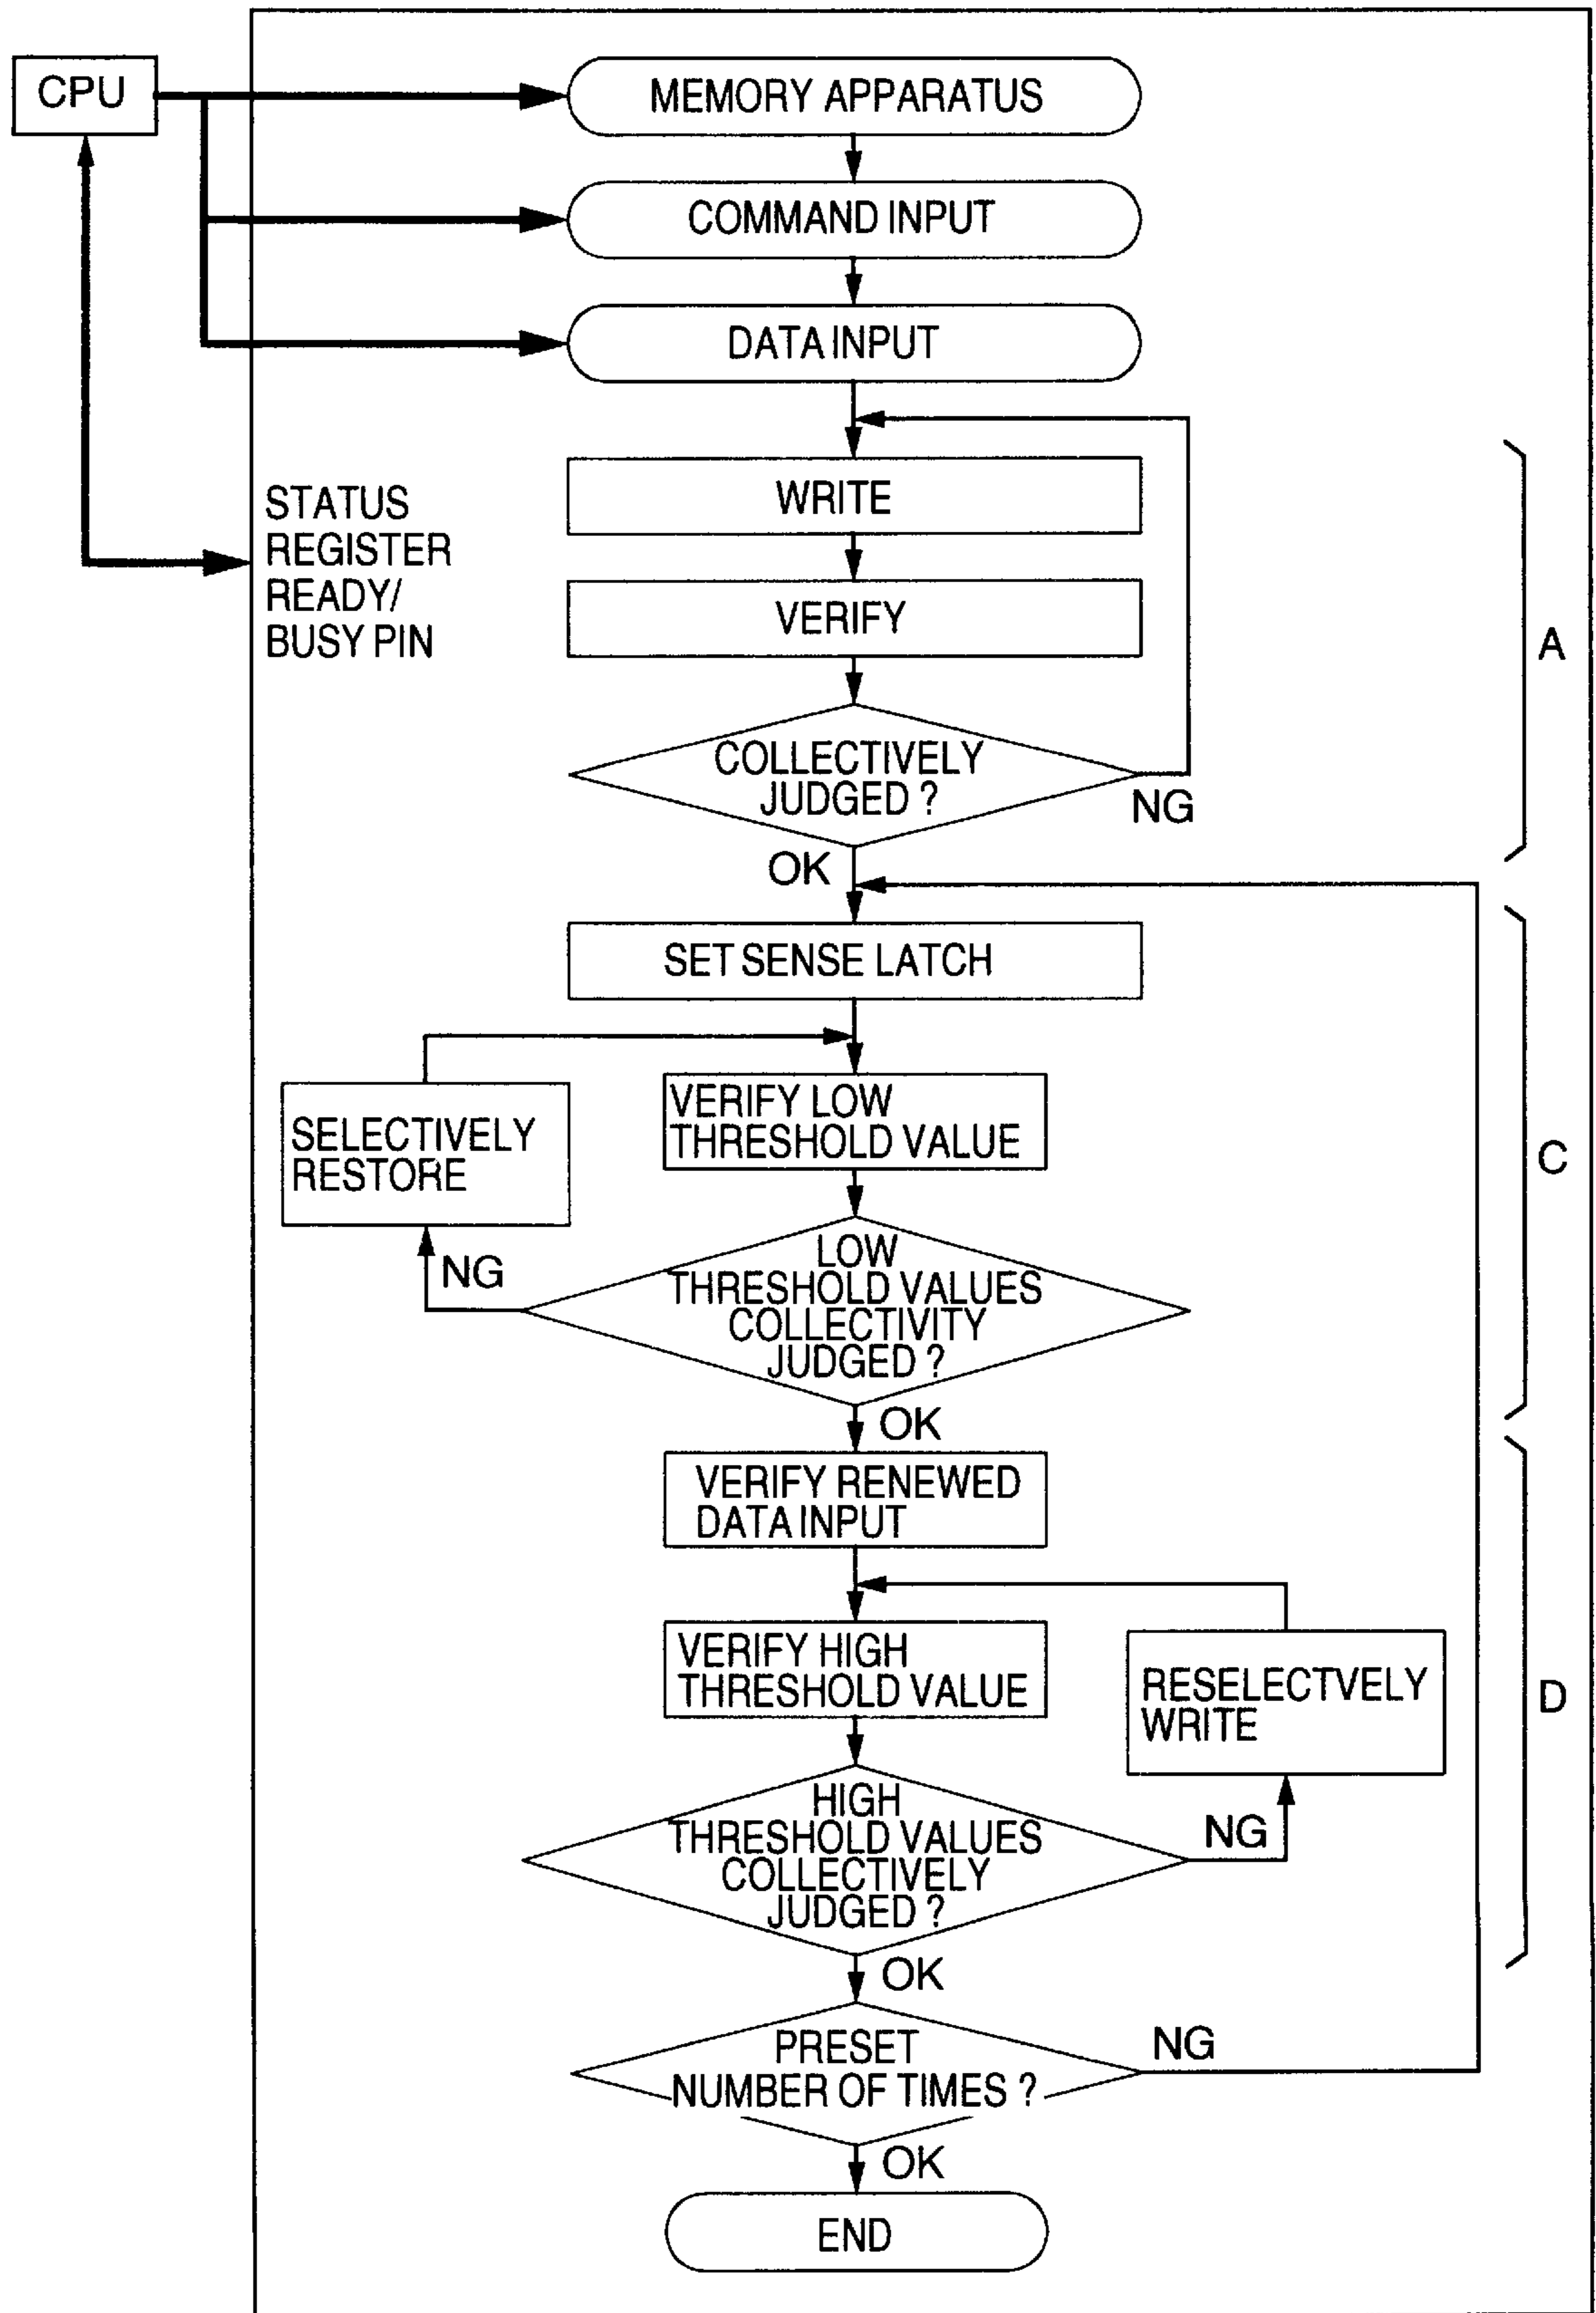 CPU
MEMORY APPARATUS
COMMAND INPUT
DATA INPUT
WRITE
STATUS
REGISTER
READY/
BUSY PIN
VERIFY
A
COLLECTIVELY
JUDGED ?
NG
OK
SET SENSE LATCH
VERIFY LOW
THRESHOLD VALUE
SELECTIVELY
RESTORE
C
NG
LOW
THRESHOLD VALUES
COLLECTIVITY
JUDGED ?
OK
VERIFY RENEWED
DATA INPUT
VERIFY HIGH
THRESHOLD VALUE
RESELECTVELY
WRITE
D
HIGH
THRESHOLD VALUES
COLLECTIVELY
JUDGED ?
NG
OK
PRESET
NUMBER OF TIMES ?
NG
OK
END